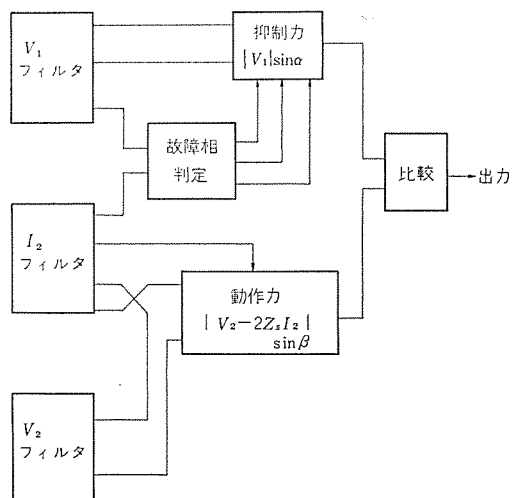 V₁
フィルタ
抑制力
|V₁|sinα
故障相
判定
比較
出力
I₂
フィルタ
動作力
|V₂−2ZₛI₂|
sinβ
V₂
フィルタ